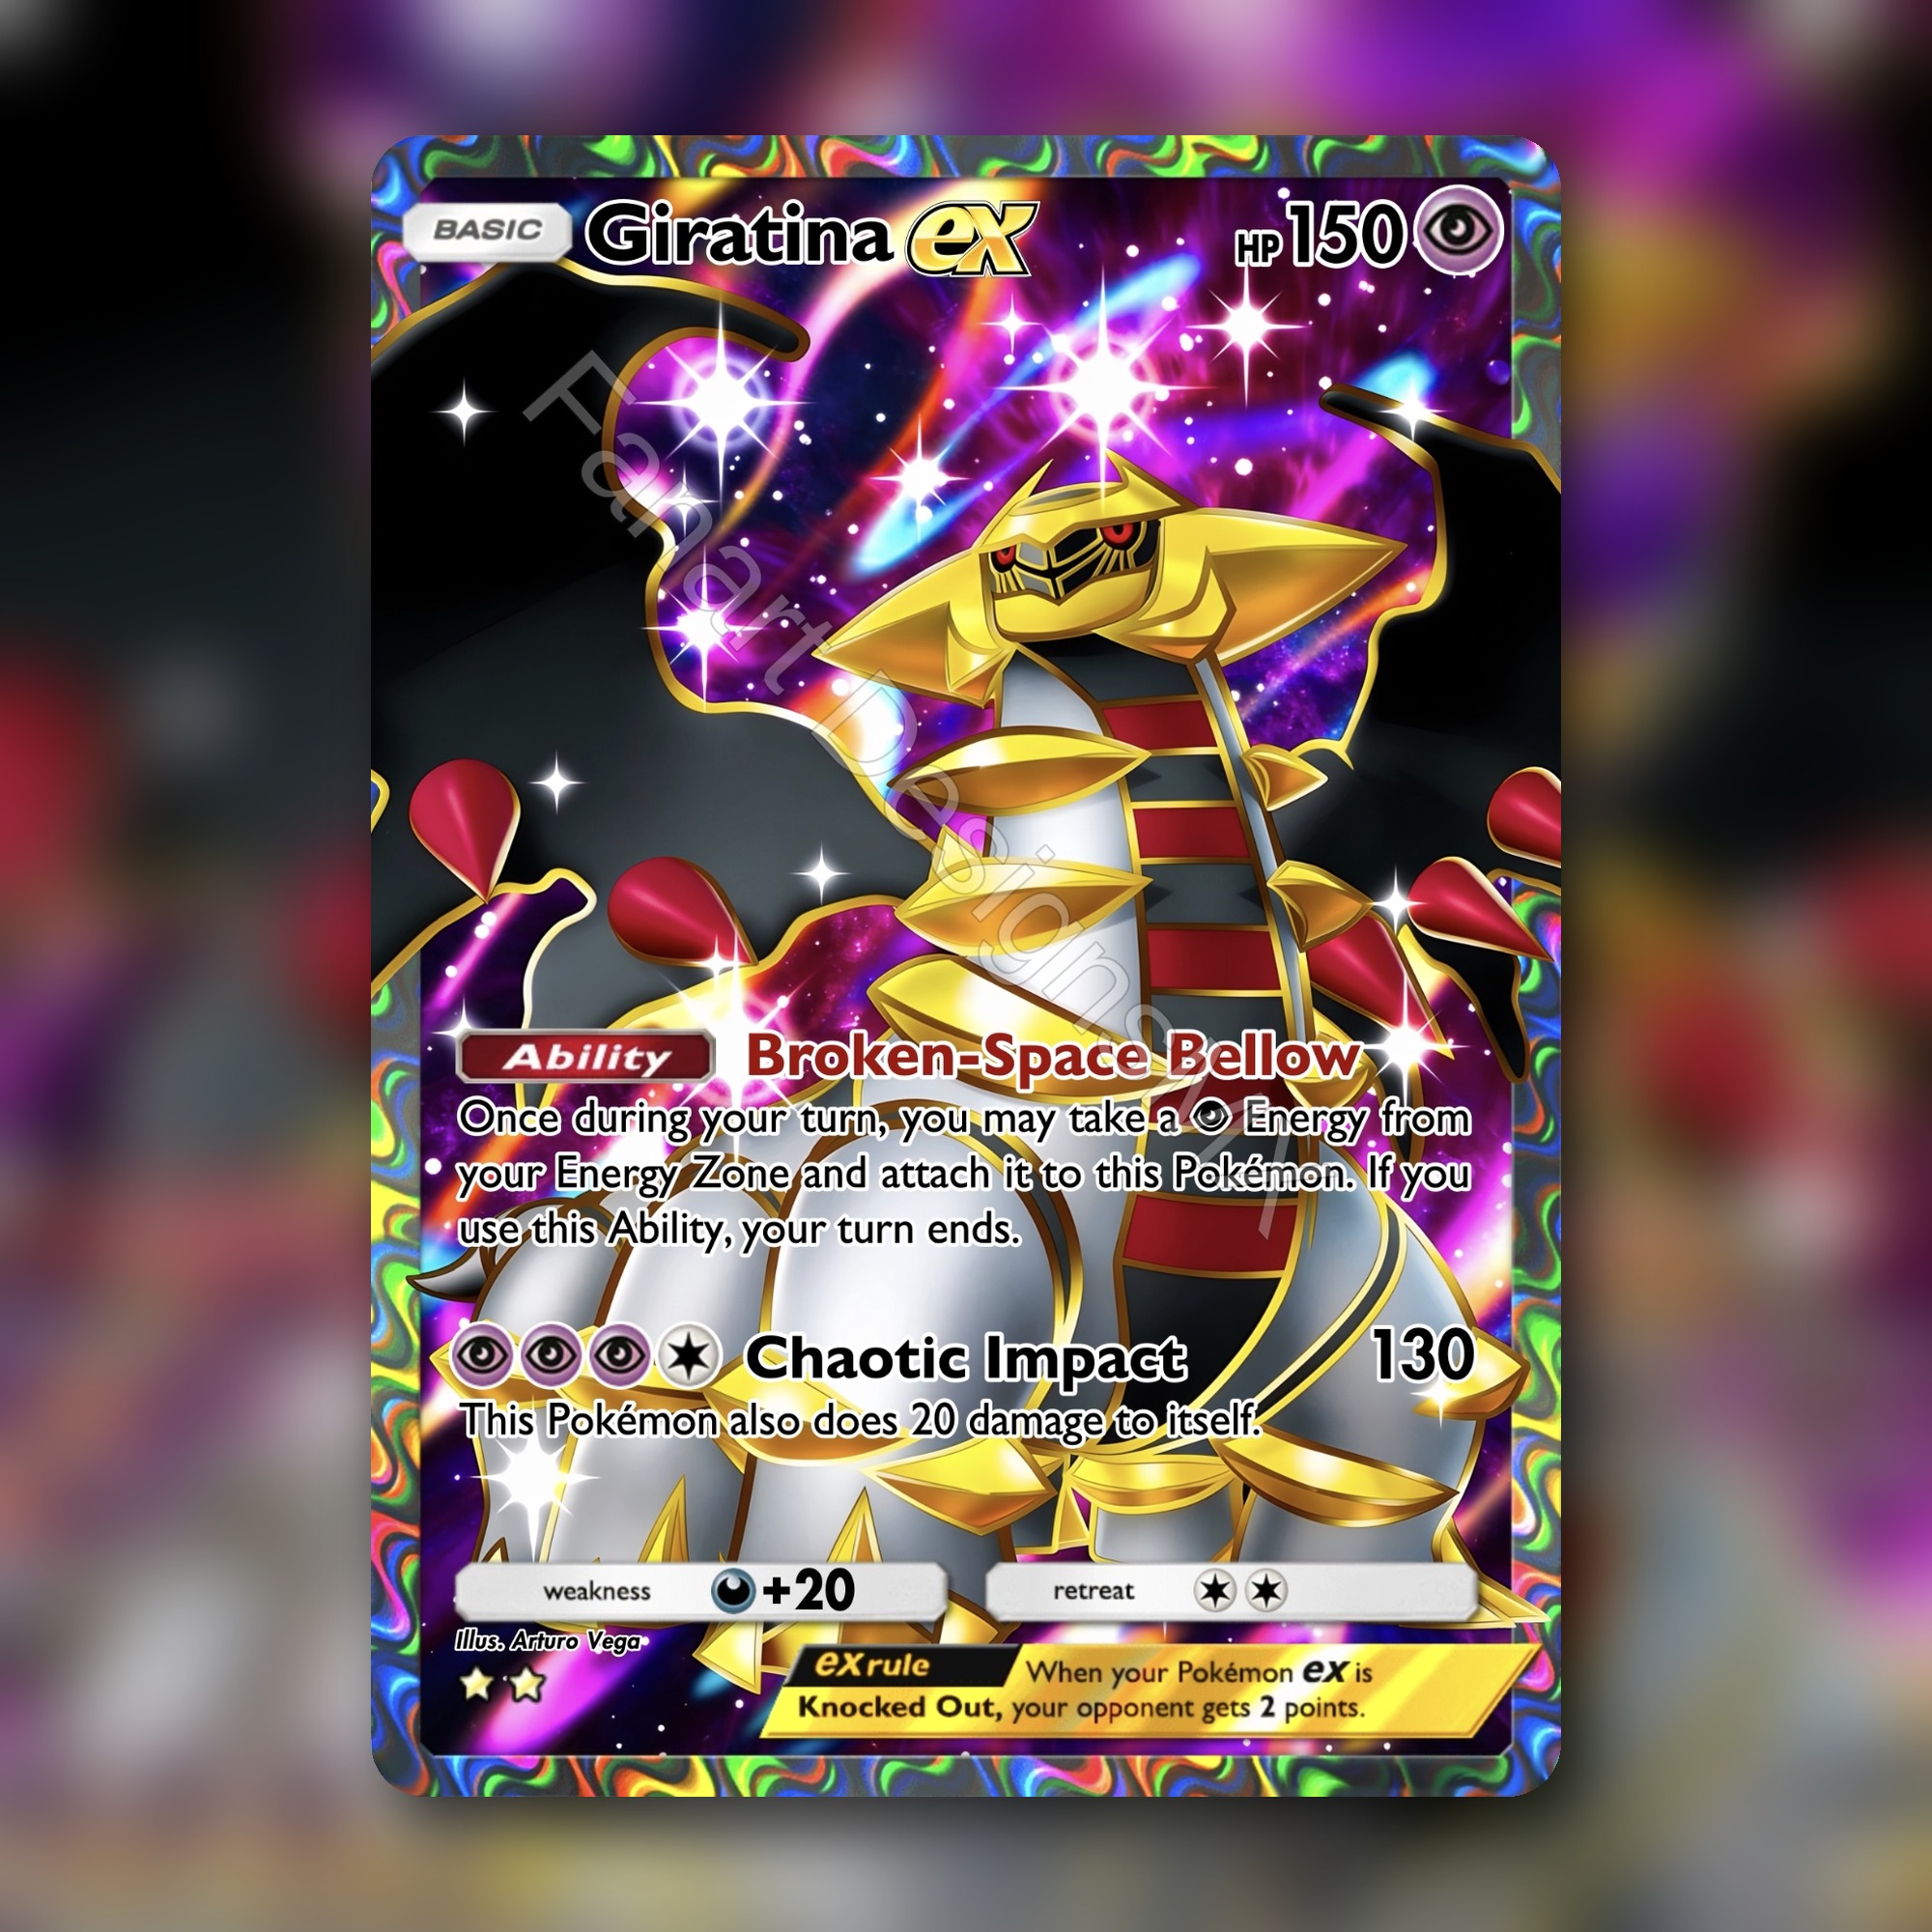 BASIC Giratina ex HP 150
Fanart DesignsMX
Ability Broken-Space Bellow
Once during your turn, you may take a Energy from
your Energy Zone and attach it to this Pokémon. If you
use this Ability, your turn ends.
Chaotic Impact 130
This Pokémon also does 20 damage to itself.
weakness +20 retreat
Illus. Arturo Vega
ex rule When your Pokémon ex is
Knocked Out, your opponent gets 2 points.